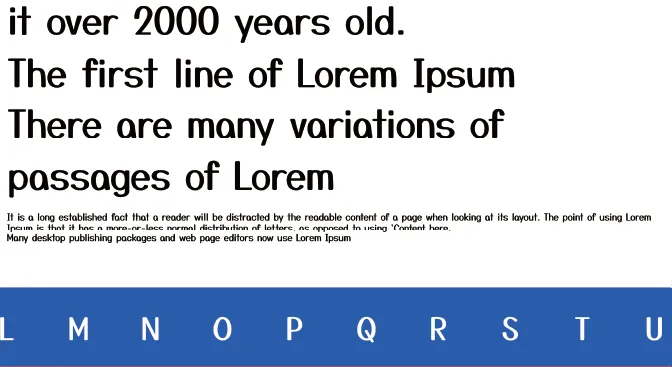 it over 2000 years old.
The first line of Lorem Ipsum
There are many variations of
passages of Lorem
It is a long established fact that a reader will be distracted by the readable content of a page when looking at its layout. The point of using Lorem
Ipsum is that it has a more-or-less normal distribution of letters, as opposed to using 'Content here,
Many desktop publishing packages and web page editors now use Lorem Ipsum
L M N O P Q R S T U